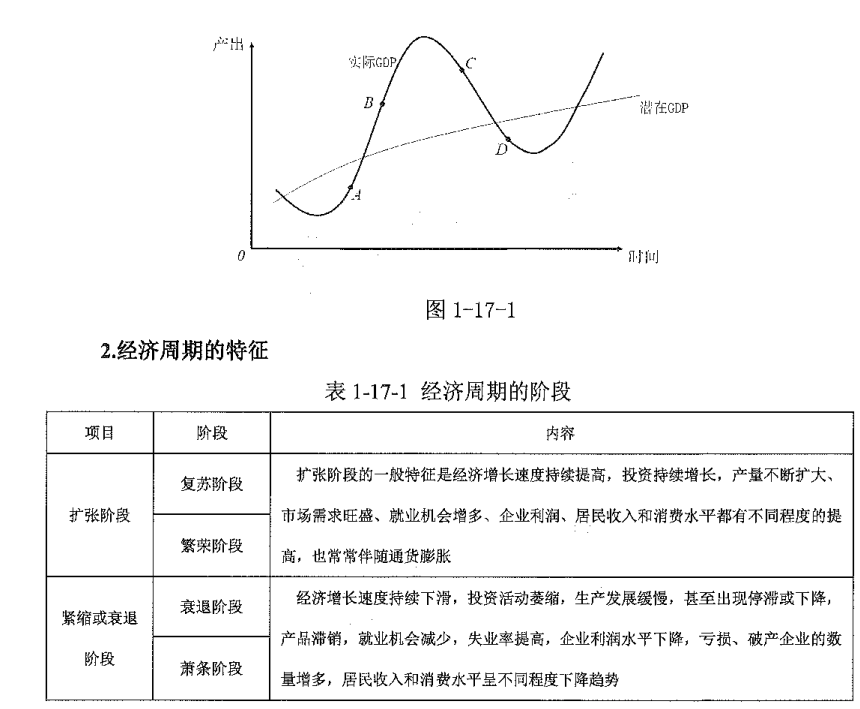 产出
实际GDP
C
B
潜在GDP
D
A
0
时间
图 1-17-1
2.经济周期的特征
表 1-17-1 经济周期的阶段
项目 阶段 内容
扩张阶段
复苏阶段
繁荣阶段
扩张阶段的一般特征是经济增长速度持续提高，投资持续增长，产量不断扩大、
市场需求旺盛、就业机会增多、企业利润、居民收入和消费水平都有不同程度的提
高，也常常伴随通货膨胀
紧缩或衰退
阶段
衰退阶段
萧条阶段
经济增长速度持续下滑，投资活动萎缩，生产发展缓慢，甚至出现停滞或下降，
产品滞销，就业机会减少，失业率提高，企业利润水平下降，亏损、破产企业的数
量增多，居民收入和消费水平呈不同程度下降趋势